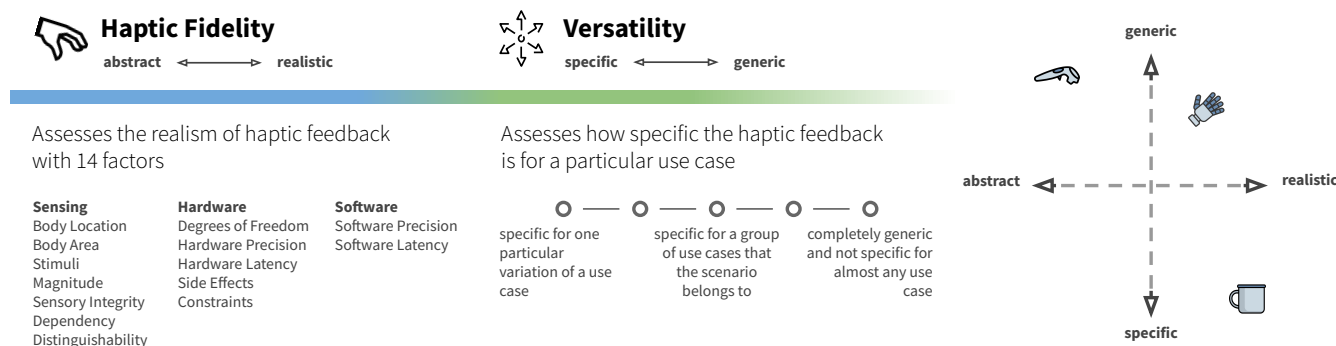 Haptic Fidelity
abstract realistic
Assesses the realism of haptic feedback
with 14 factors
Sensing
Body Location
Body Area
Stimuli
Magnitude
Sensory Integrity
Dependency
Distinguishability
Hardware
Degrees of Freedom
Hardware Precision
Hardware Latency
Side Effects
Constraints
Software
Software Precision
Software Latency
Versatility
specific generic
Assesses how specific the haptic feedback
is for a particular use case
specific for one
particular
variation of a use
case
specific for a group
of use cases that
the scenario
belongs to
completely generic
and not specific for
almost any use
case
generic
abstract realistic
specific